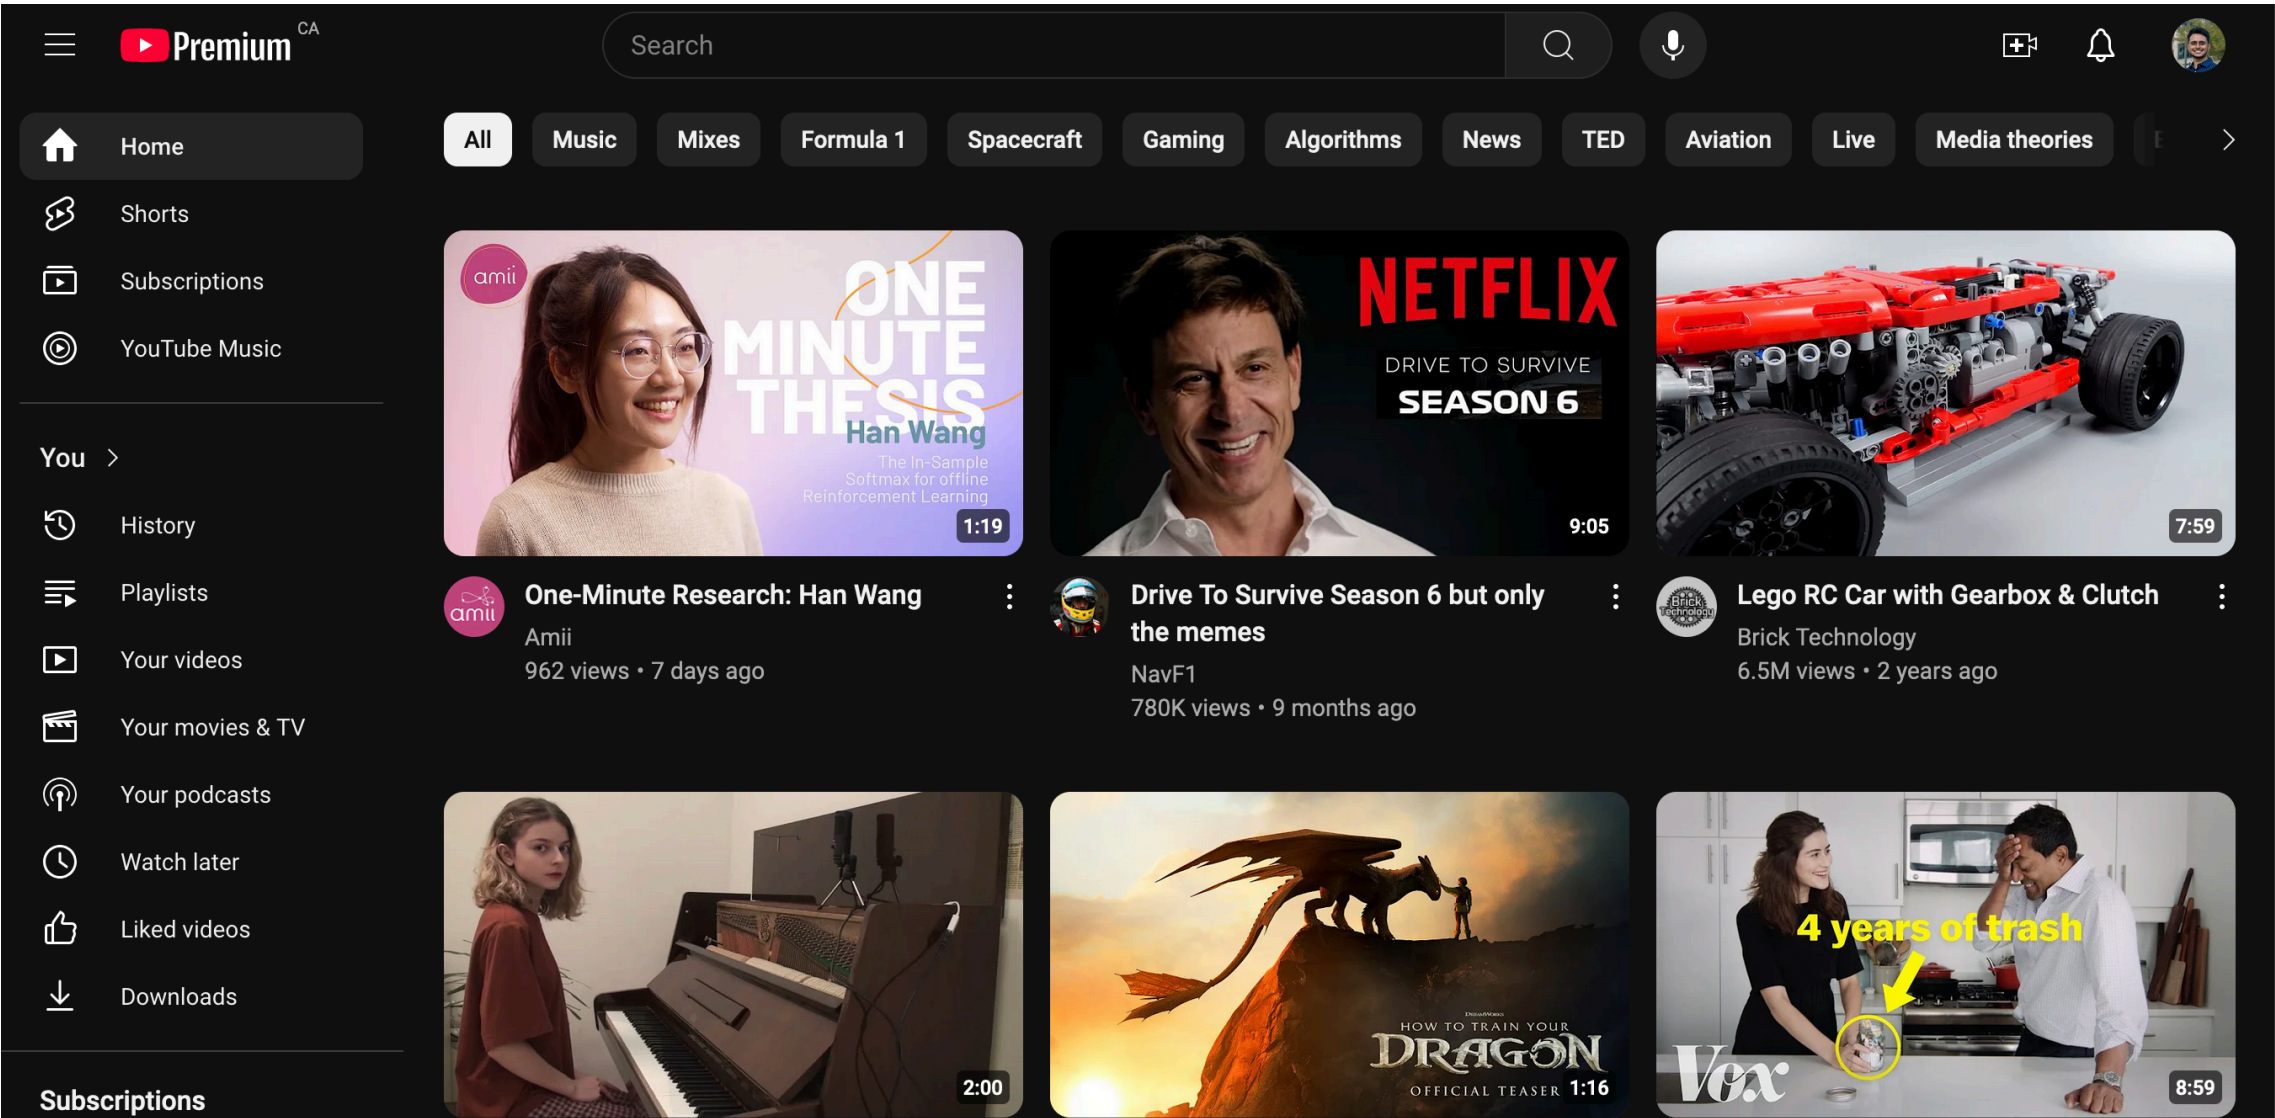 Premium CA
Search
Home
Shorts
Subscriptions
YouTube Music
You
History
Playlists
Your videos
Your movies & TV
Your podcasts
Watch later
Liked videos
Downloads
Subscriptions
All Music Mixes Formula 1 Spacecraft Gaming Algorithms News TED Aviation Live Media theories
amii
ONE
MINUTE
THESIS
Han Wang
The In-Sample
Softmax for offline
Reinforcement Learning
1:19
amii
One-Minute Research: Han Wang
Amii
962 views • 7 days ago
NETFLIX
DRIVE TO SURVIVE
SEASON 6
9:05
Drive To Survive Season 6 but only
the memes
NavF1
780K views • 9 months ago
7:59
Brick
Technology
Lego RC Car with Gearbox & Clutch
Brick Technology
6.5M views • 2 years ago
2:00
DREAMWORKS
HOW TO TRAIN YOUR
DRAGON
OFFICIAL TEASER
1:16
4 years of trash
Vox
8:59